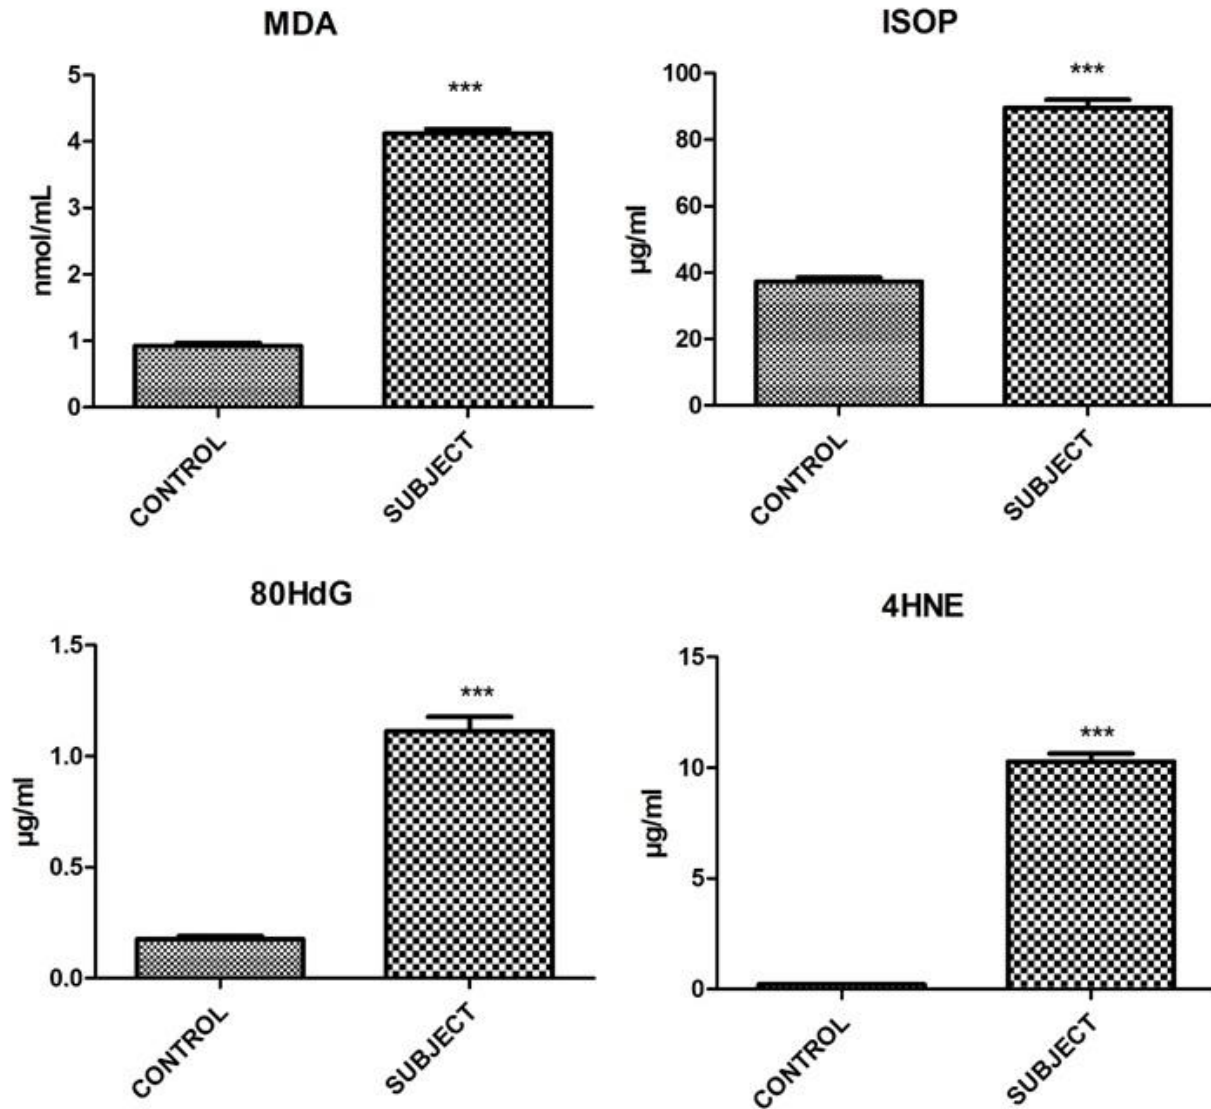 MDA
5
4
3
2
1
0
nmol/mL
***
CONTROL
SUBJECT
ISOP
100
80
60
40
20
0
µg/ml
***
CONTROL
SUBJECT
80HdG
1.5
1.0
0.5
0.0
µg/ml
***
CONTROL
SUBJECT
4HNE
15
10
5
0
µg/ml
***
CONTROL
SUBJECT